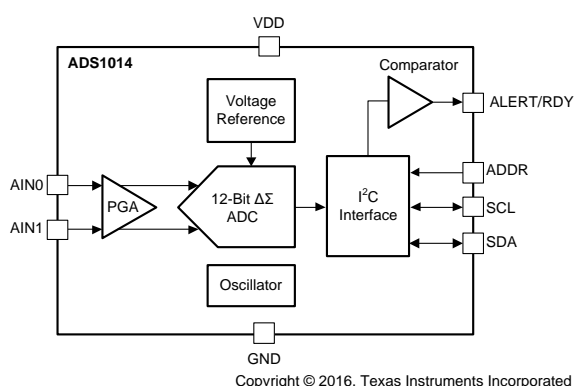 VDD
ADS1014
Comparator
Voltage
Reference
ALERT/RDY
ADDR
AIN0
PGA
12-Bit ΔΣ
ADC
I²C
Interface
SCL
AIN1
SDA
Oscillator
GND
Copyright © 2016, Texas Instruments Incorporated